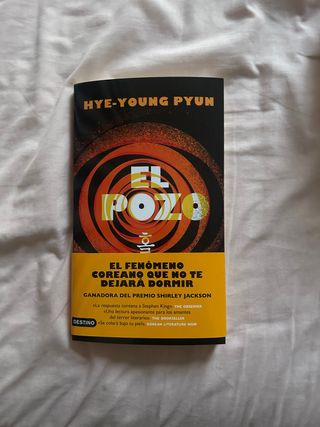 HYE-YOUNG PYUN
EL
POZO
홀
EL FENÓMENO
COREANO QUE NO TE
DEJARÁ DORMIR
GANADORA DEL PREMIO SHIRLEY JACKSON
«La respuesta coreana a Stephen King». THE OBSERVER
«Una lectura apasionante para los amantes
del terror literario». THE BOOKSELLER
«Se colará bajo tu piel». KOREAN LITERATURE NOW
DESTINO